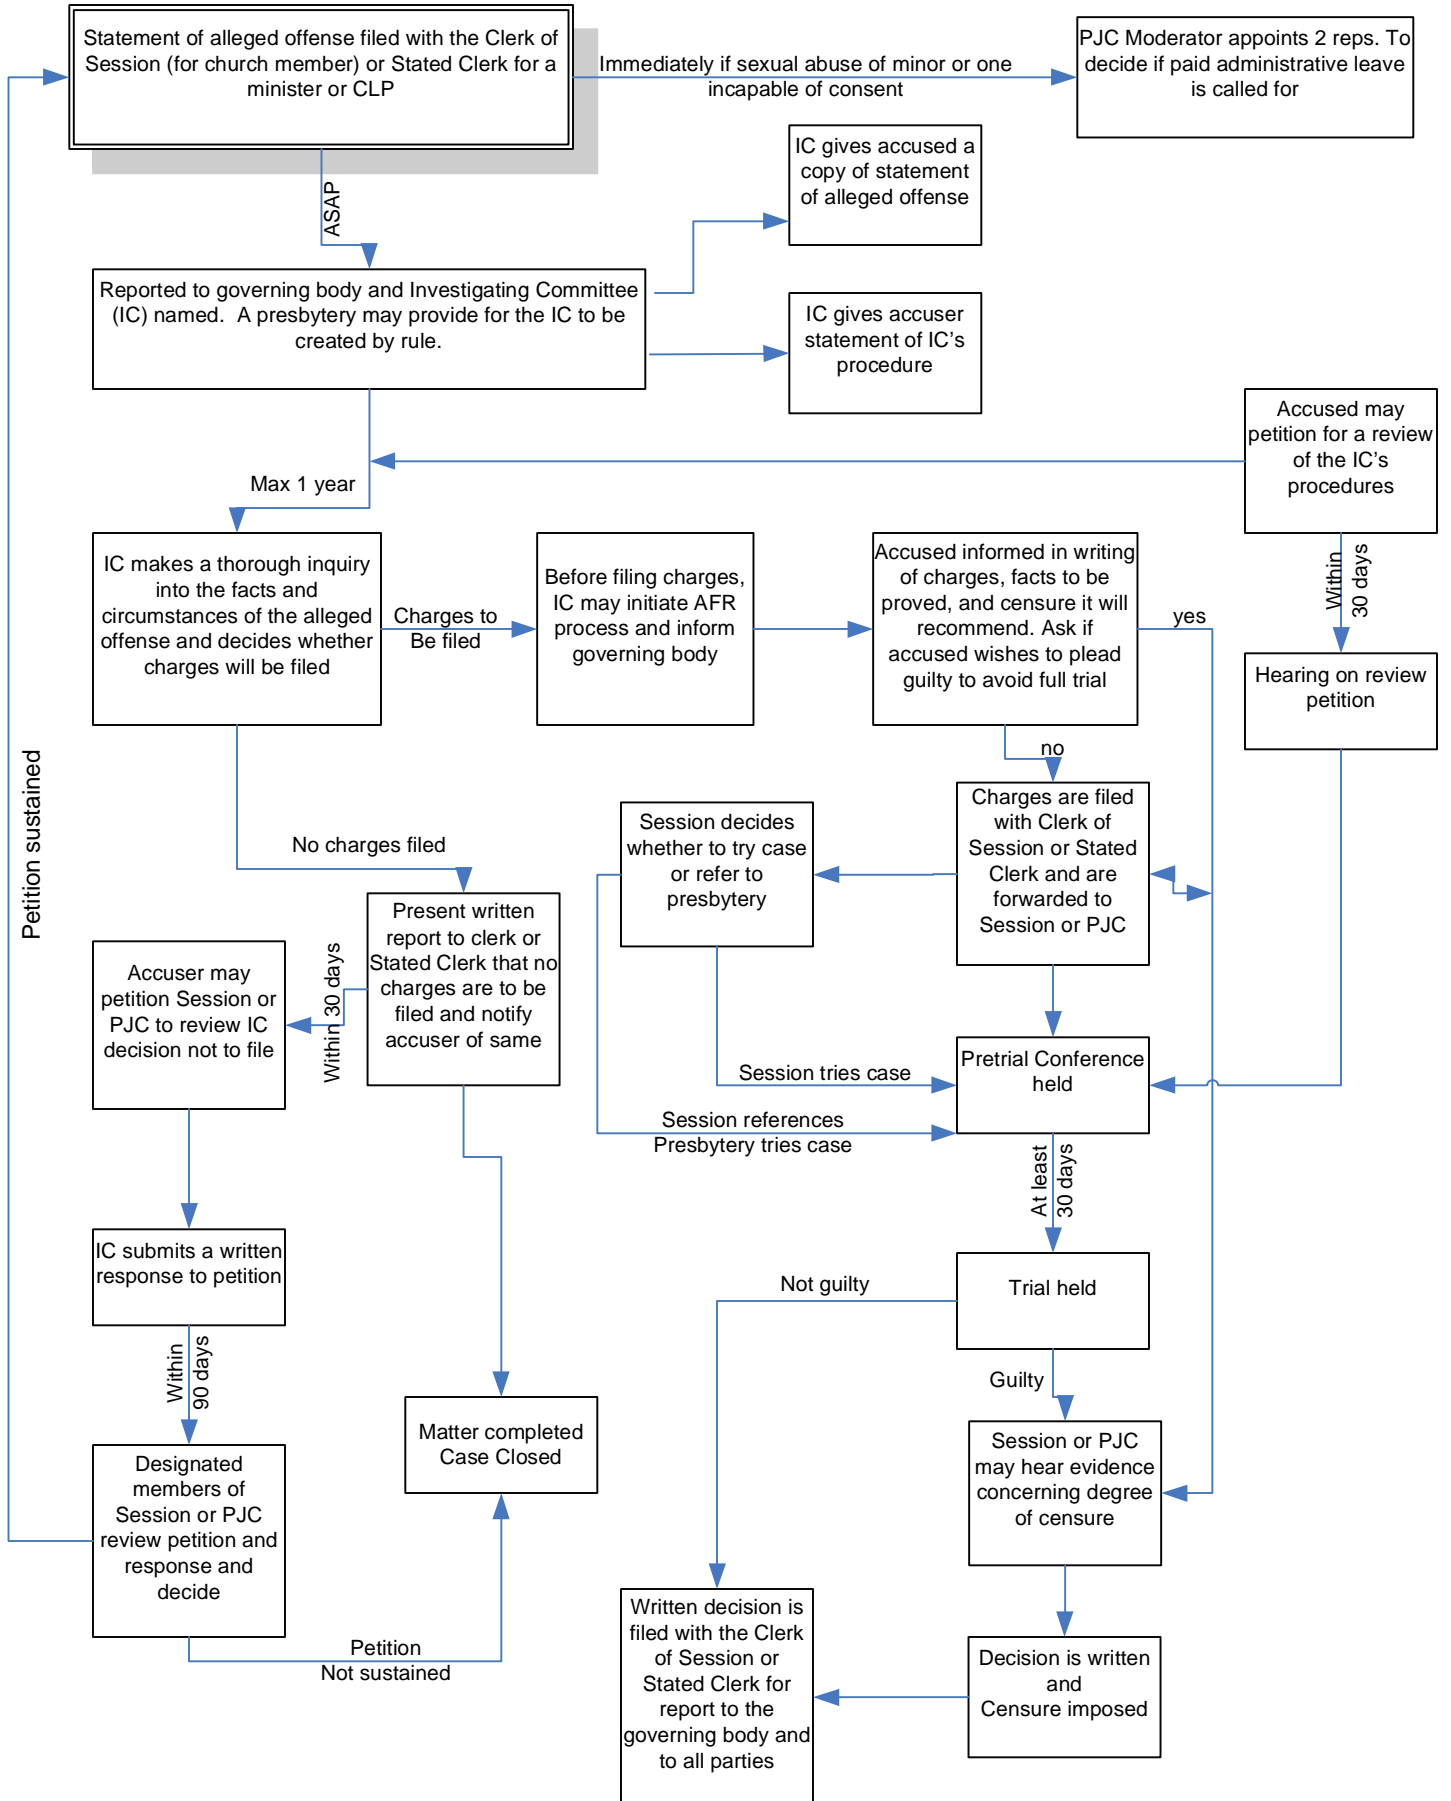 Statement of alleged offense filed with the Clerk of
Session (for church member) or Stated Clerk for a
minister or CLP
Immediately if sexual abuse of minor or one
incapable of consent
PJC Moderator appoints 2 reps. To
decide if paid administrative leave
is called for
ASAP
IC gives accused a
copy of statement
of alleged offense
Reported to governing body and Investigating Committee
(IC) named.  A presbytery may provide for the IC to be
created by rule.
IC gives accuser
statement of IC's
procedure
Accused may
petition for a review
of the IC's
procedures
Max 1 year
IC makes a thorough inquiry
into the facts and
circumstances of the alleged
offense and decides whether
charges will be filed
Charges to
Be filed
Before filing charges,
IC may initiate AFR
process and inform
governing body
Accused informed in writing
of charges, facts to be
proved, and censure it will
recommend. Ask if
accused wishes to plead
guilty to avoid full trial
yes
Within
30 days
Hearing on review
petition
no
Petition sustained
No charges filed
Session decides
whether to try case
or refer to
presbytery
Charges are filed
with Clerk of
Session or Stated
Clerk and are
forwarded to
Session or PJC
Present written
report to clerk or
Stated Clerk that no
charges are to be
filed and notify
accuser of same
Within 30 days
Accuser may
petition Session or
PJC to review IC
decision not to file
Session tries case
Pretrial Conference
held
Session references
Presbytery tries case
At least
30 days
IC submits a written
response to petition
Not guilty
Trial held
Within
90 days
Guilty
Matter completed
Case Closed
Session or PJC
may hear evidence
concerning degree
of censure
Designated
members of
Session or PJC
review petition and
response and
decide
Petition
Not sustained
Written decision is
filed with the Clerk
of Session or
Stated Clerk for
report to the
governing body and
to all parties
Decision is written
and
Censure imposed